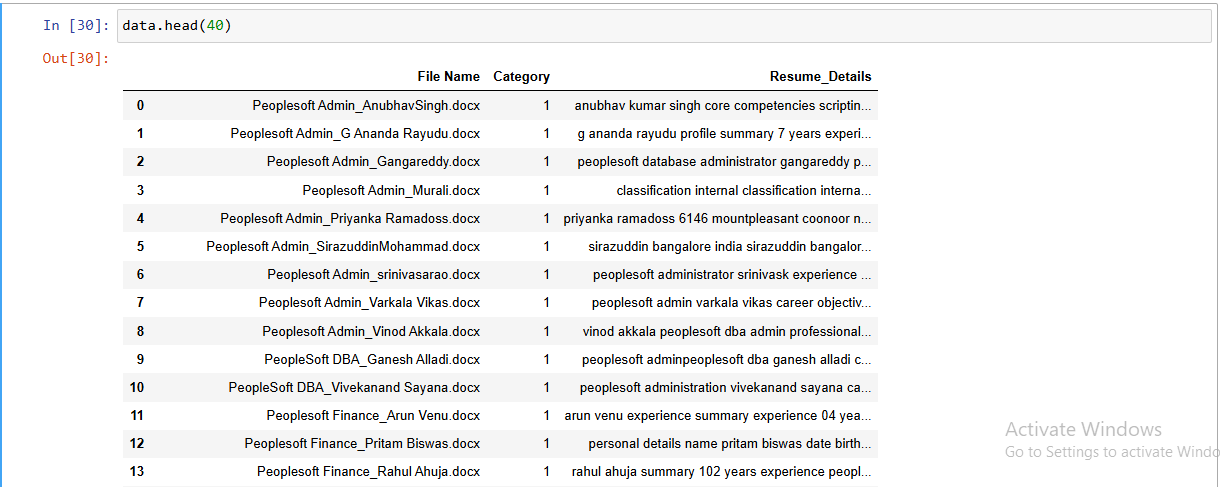 In [30]: data.head(40)
Out[30]:
File Name Category Resume_Details
0 Peoplesoft Admin_AnubhavSingh.docx 1 anubhav kumar singh core competencies scriptin...
1 Peoplesoft Admin_G Ananda Rayudu.docx 1 g ananda rayudu profile summary 7 years experi...
2 Peoplesoft Admin_Gangareddy.docx 1 peoplesoft database administrator gangareddy p...
3 Peoplesoft Admin_Murali.docx 1 classification internal classification interna...
4 Peoplesoft Admin_Priyanka Ramadoss.docx 1 priyanka ramadoss 6146 mountpleasant coonoor n...
5 Peoplesoft Admin_SirazuddinMohammad.docx 1 sirazuddin bangalore india sirazuddin bangalor...
6 Peoplesoft Admin_srinivasarao.docx 1 peoplesoft administrator srinivask experience ...
7 Peoplesoft Admin_Varkala Vikas.docx 1 peoplesoft admin varkala vikas career objectiv...
8 Peoplesoft Admin_Vinod Akkala.docx 1 vinod akkala peoplesoft dba admin professional...
9 PeopleSoft DBA_Ganesh Alladi.docx 1 peoplesoft adminpeoplesoft dba ganesh alladi c...
10 PeopleSoft DBA_Vivekanand Sayana.docx 1 peoplesoft administration vivekanand sayana ca...
11 Peoplesoft Finance_Arun Venu.docx 1 arun venu experience summary experience 04 yea...
12 Peoplesoft Finance_Pritam Biswas.docx 1 personal details name pritam biswas date birth...
13 Peoplesoft Finance_Rahul Ahuja.docx 1 rahul ahuja summary 102 years experience peopl...
Activate Windows
Go to Settings to activate Windo